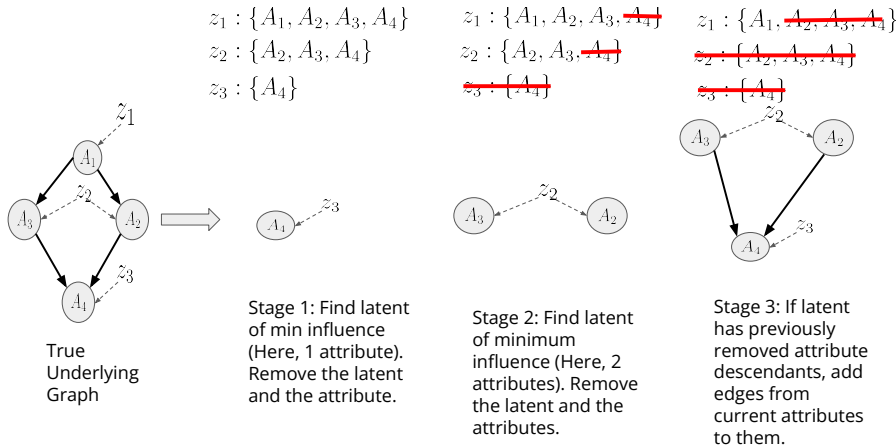 z₁ : {A₁, A₂, A₃, A₄}
z₂ : {A₂, A₃, A₄}
z₃ : {A₄}
z₁ : {A₁, A₂, A₃, A₄}
z₂ : {A₂, A₃, A₄}
z₃ : {A₄}
z₁ : {A₁, A₂, A₃, A₄}
z₂ : {A₂, A₃, A₄}
z₃ : {A₄}
z₁
A₁
z₂
A₃
A₂
z₃
A₄
True
Underlying
Graph
z₃
A₄
Stage 1: Find latent
of min influence
(Here, 1 attribute).
Remove the latent
and the attribute.
z₂
A₃
A₂
Stage 2: Find latent
of minimum
influence (Here, 2
attributes). Remove
the latent and the
attributes.
z₂
A₃
A₂
z₃
A₄
Stage 3: If latent
has previously
removed attribute
descendants, add
edges from
current attributes
to them.